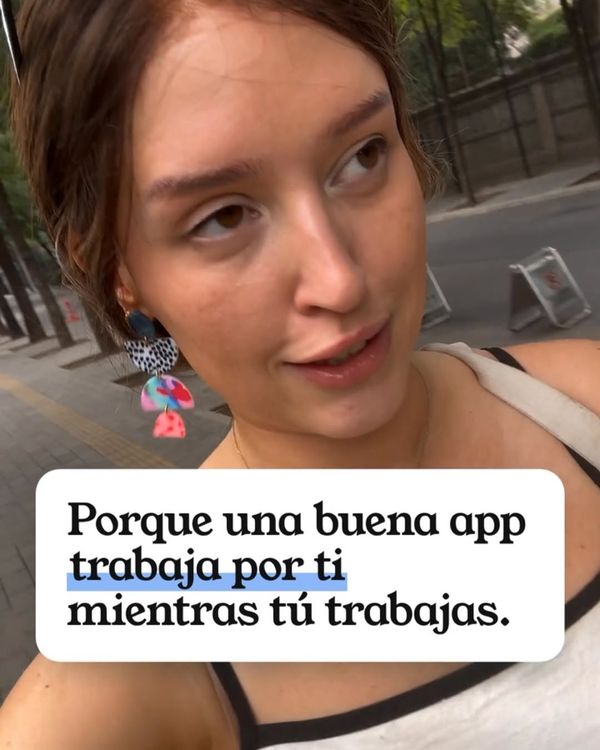 Porque una buena app
trabaja por ti
mientras tú trabajas.